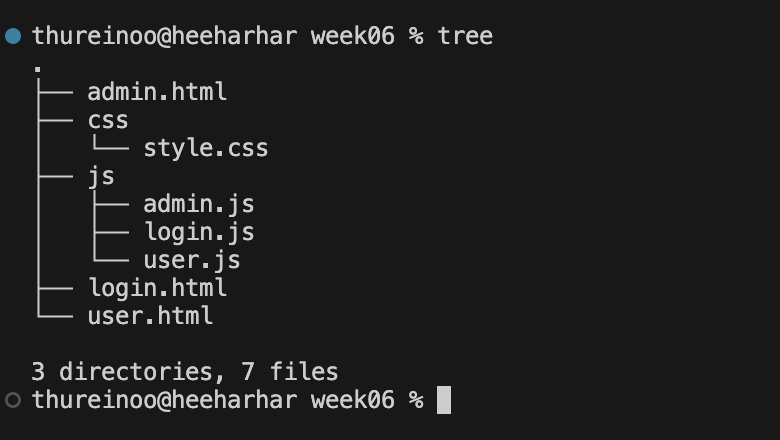 thureinoo@heeharhar week06 % tree
.
├── admin.html
├── css
│   └── style.css
├── js
│   ├── admin.js
│   ├── login.js
│   └── user.js
├── login.html
└── user.html
3 directories, 7 files
thureinoo@heeharhar week06 %